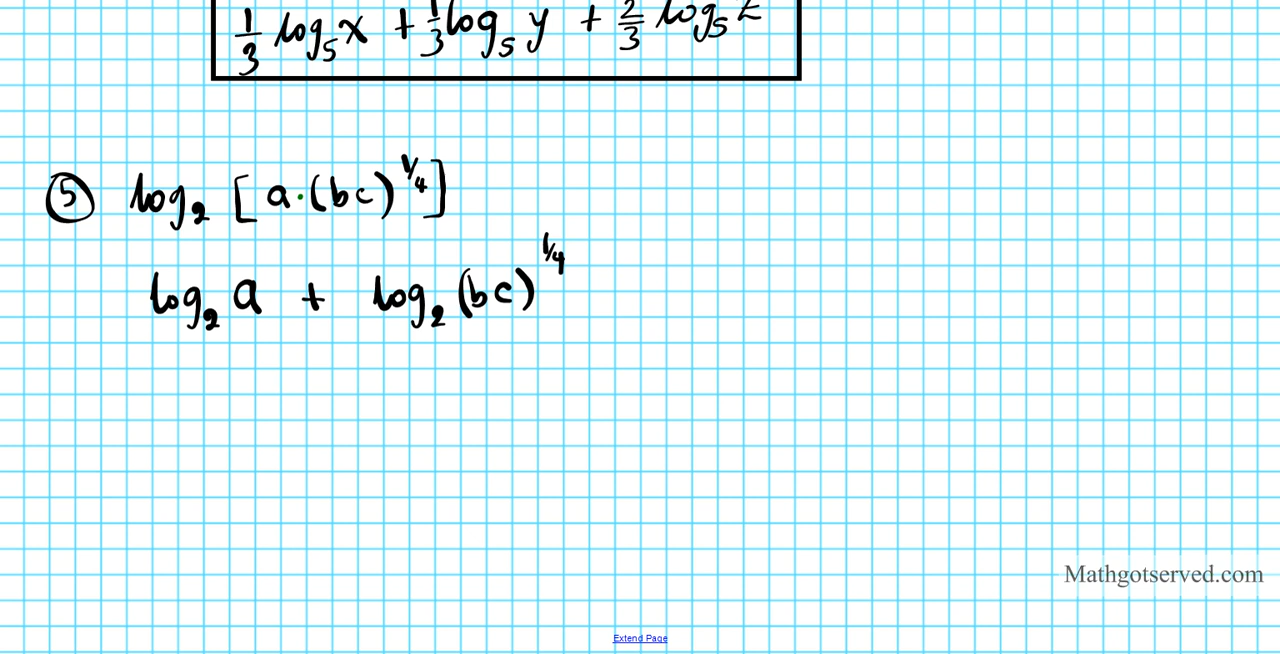 1/3 log₅x + 1/3 log₅ y + 2/3 log₅ z
⑤ log₂ [a·(bc)^1/4]
log₂ a + log₂ (bc)^1/4
Mathgotserved.com
Extend Page